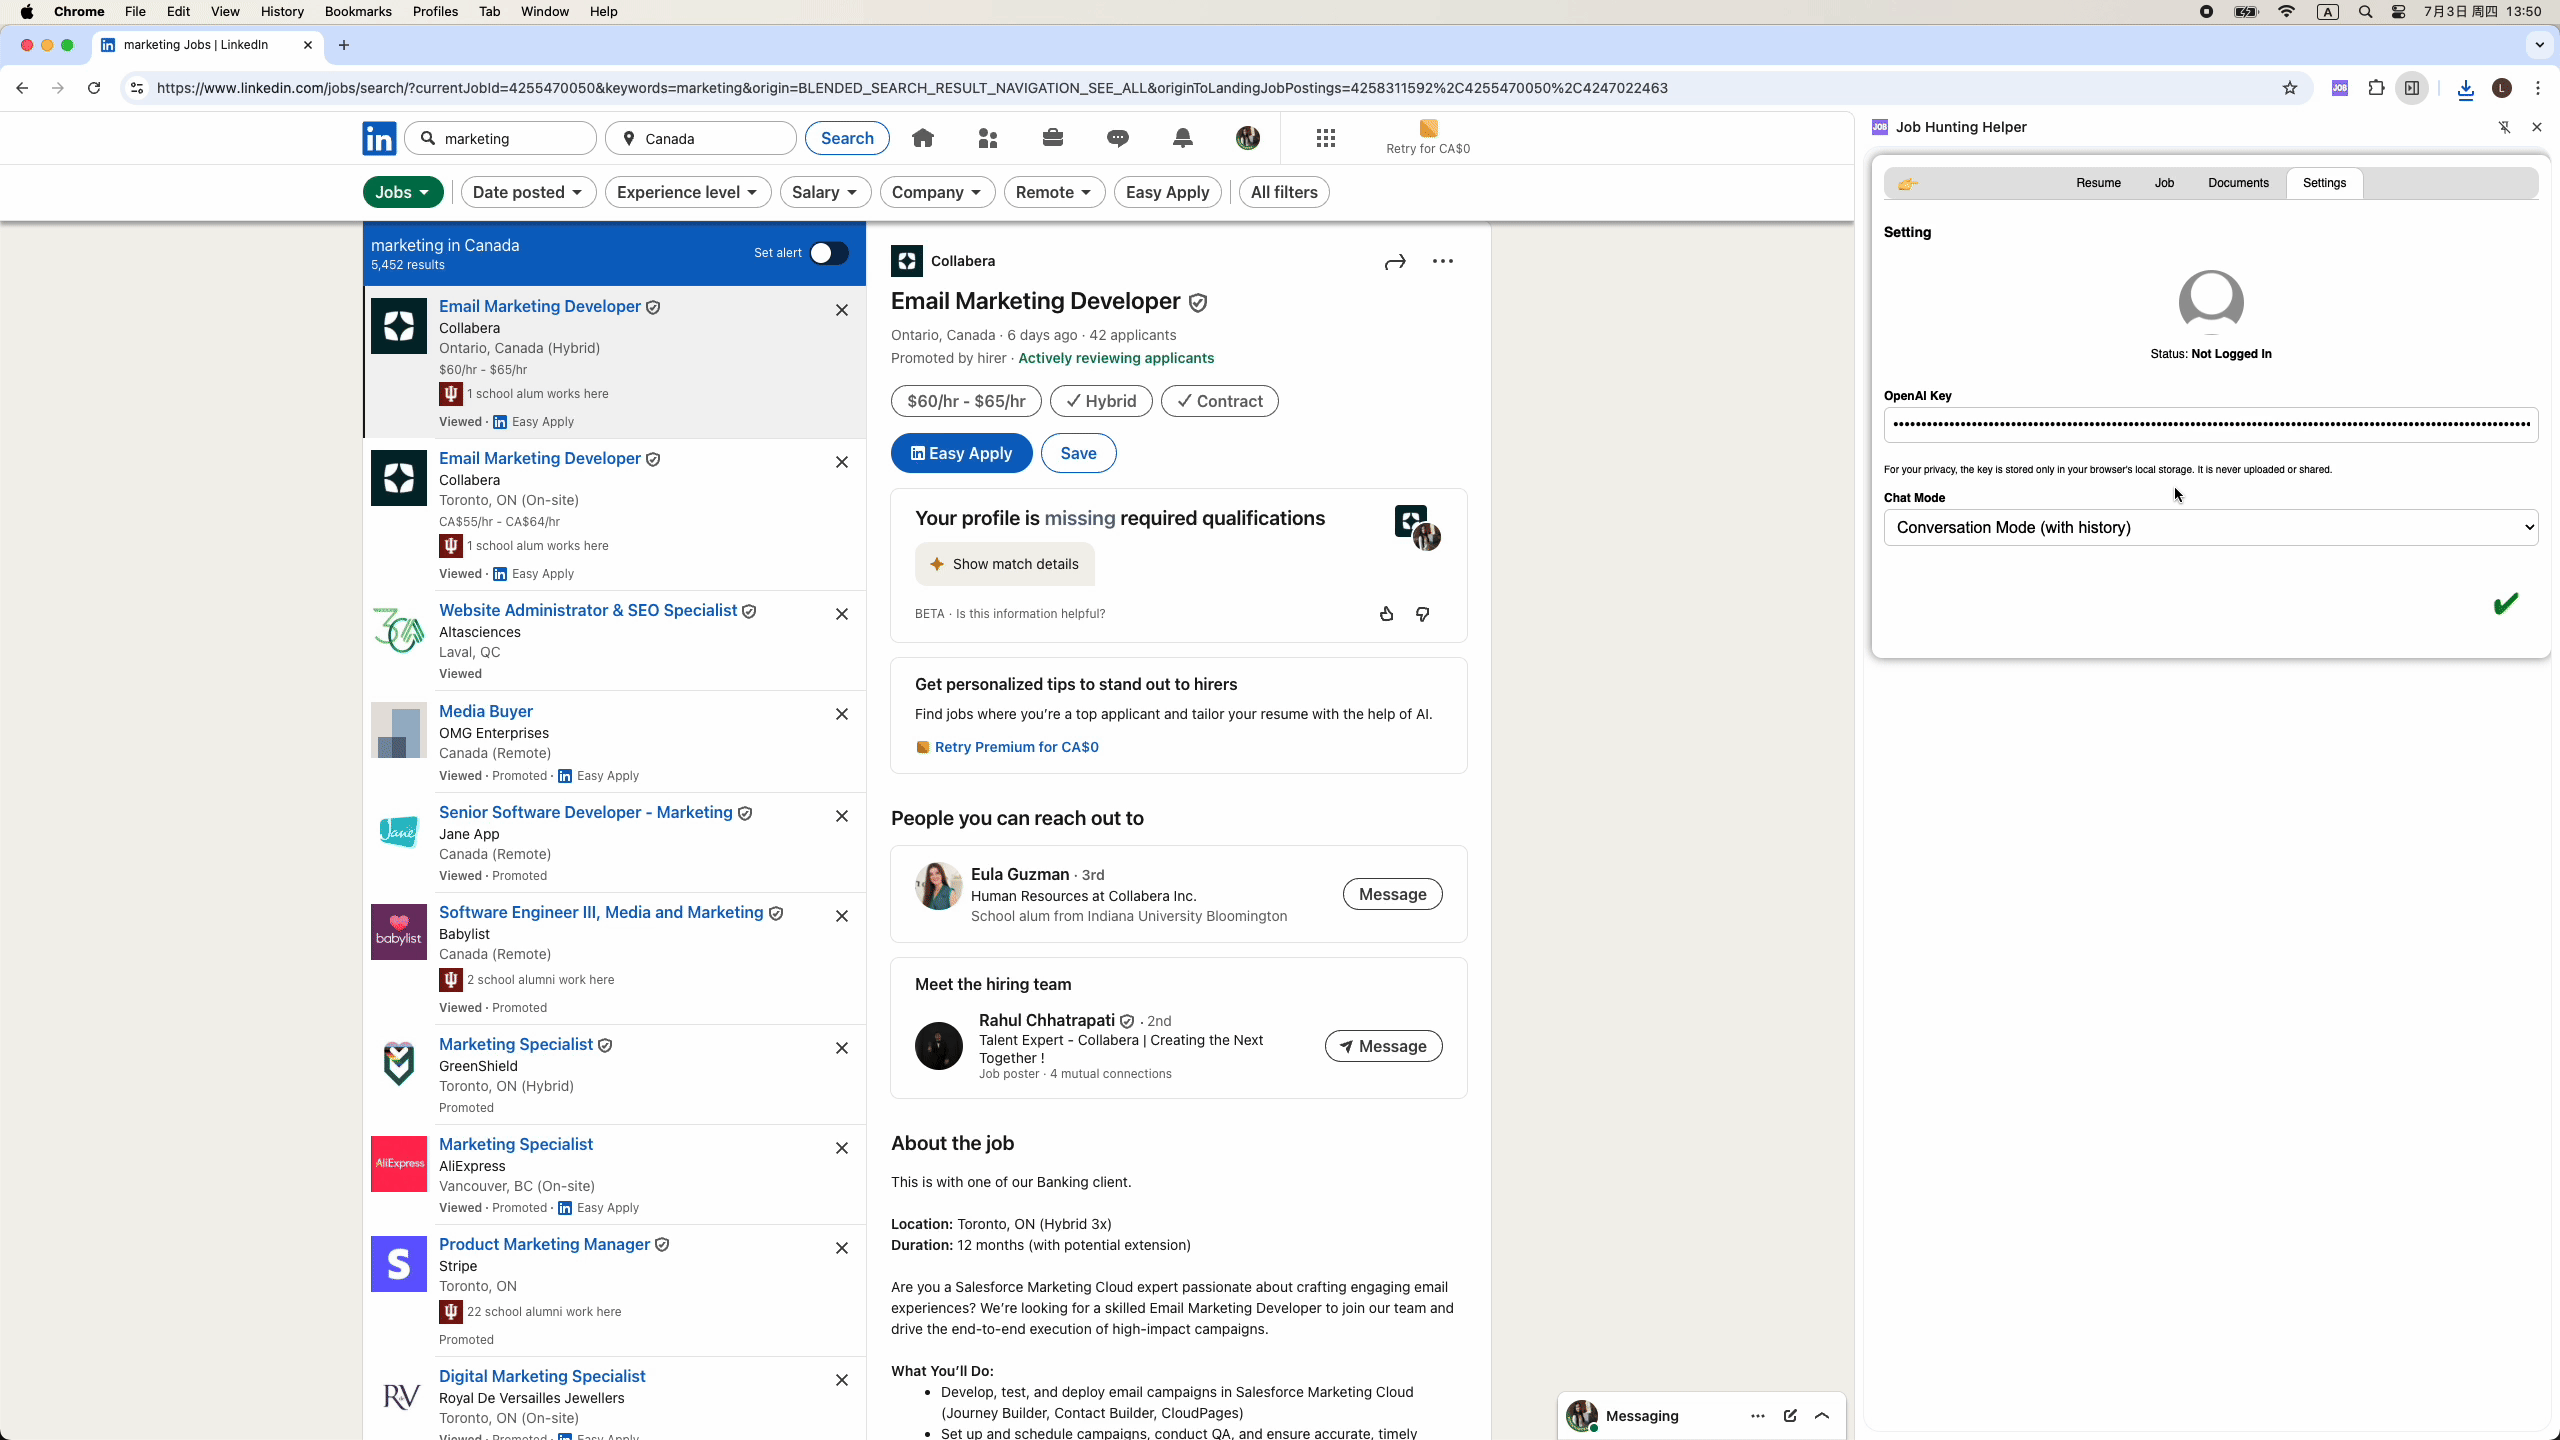 Chrome File Edit View History Bookmarks Profiles Tab Window Help
A 7月3日 周四 13:50
marketing Jobs | LinkedIn
https://www.linkedin.com/jobs/search/?currentJobId=4255470050&keywords=marketing&origin=BLENDED_SEARCH_RESULT_NAVIGATION_SEE_ALL&originToLandingJobPostings=4258311592%2C4255470050%2C4247022463
JOB
L
in
marketing
Canada
Search
Retry for CA$0
Jobs
Date posted
Experience level
Salary
Company
Remote
Easy Apply
All filters
marketing in Canada
5,452 results
Set alert
Email Marketing Developer
Collabera
Ontario, Canada (Hybrid)
$60/hr - $65/hr
1 school alum works here
Viewed · in Easy Apply
Email Marketing Developer
Collabera
Toronto, ON (On-site)
CA$55/hr - CA$64/hr
1 school alum works here
Viewed · in Easy Apply
Website Administrator & SEO Specialist
Altasciences
Laval, QC
Viewed
Media Buyer
OMG Enterprises
Canada (Remote)
Viewed · Promoted · in Easy Apply
Jane
Senior Software Developer - Marketing
Jane App
Canada (Remote)
Viewed · Promoted
babylist
Software Engineer III, Media and Marketing
Babylist
Canada (Remote)
2 school alumni work here
Viewed · Promoted
Marketing Specialist
GreenShield
Toronto, ON (Hybrid)
Promoted
AliExpress
Marketing Specialist
AliExpress
Vancouver, BC (On-site)
Viewed · Promoted · in Easy Apply
S
Product Marketing Manager
Stripe
Toronto, ON
22 school alumni work here
Promoted
RV
Digital Marketing Specialist
Royal De Versailles Jewellers
Toronto, ON (On-site)
Viewed · Promoted · in Easy Apply
Collabera
Email Marketing Developer
Ontario, Canada · 6 days ago · 42 applicants
Promoted by hirer · Actively reviewing applicants
$60/hr - $65/hr
Hybrid
Contract
in Easy Apply
Save
Your profile is missing required qualifications
Show match details
BETA · Is this information helpful?
Get personalized tips to stand out to hirers
Find jobs where you’re a top applicant and tailor your resume with the help of AI.
Retry Premium for CA$0
People you can reach out to
Eula Guzman · 3rd
Human Resources at Collabera Inc.
School alum from Indiana University Bloomington
Message
Meet the hiring team
Rahul Chhatrapati · 2nd
Talent Expert - Collabera | Creating the Next
Together !
Job poster · 4 mutual connections
Message
About the job
This is with one of our Banking client.
Location: Toronto, ON (Hybrid 3x)
Duration: 12 months (with potential extension)
Are you a Salesforce Marketing Cloud expert passionate about crafting engaging email
experiences? We’re looking for a skilled Email Marketing Developer to join our team and
drive the end-to-end execution of high-impact campaigns.
What You’ll Do:
• Develop, test, and deploy email campaigns in Salesforce Marketing Cloud
(Journey Builder, Contact Builder, CloudPages)
• Set up and schedule campaigns, conduct QA, and ensure accurate, timely
Messaging
JOB Job Hunting Helper
Resume Job Documents Settings
Setting
Status: Not Logged In
OpenAI Key
For your privacy, the key is stored only in your browser's local storage. It is never uploaded or shared.
Chat Mode
Conversation Mode (with history)